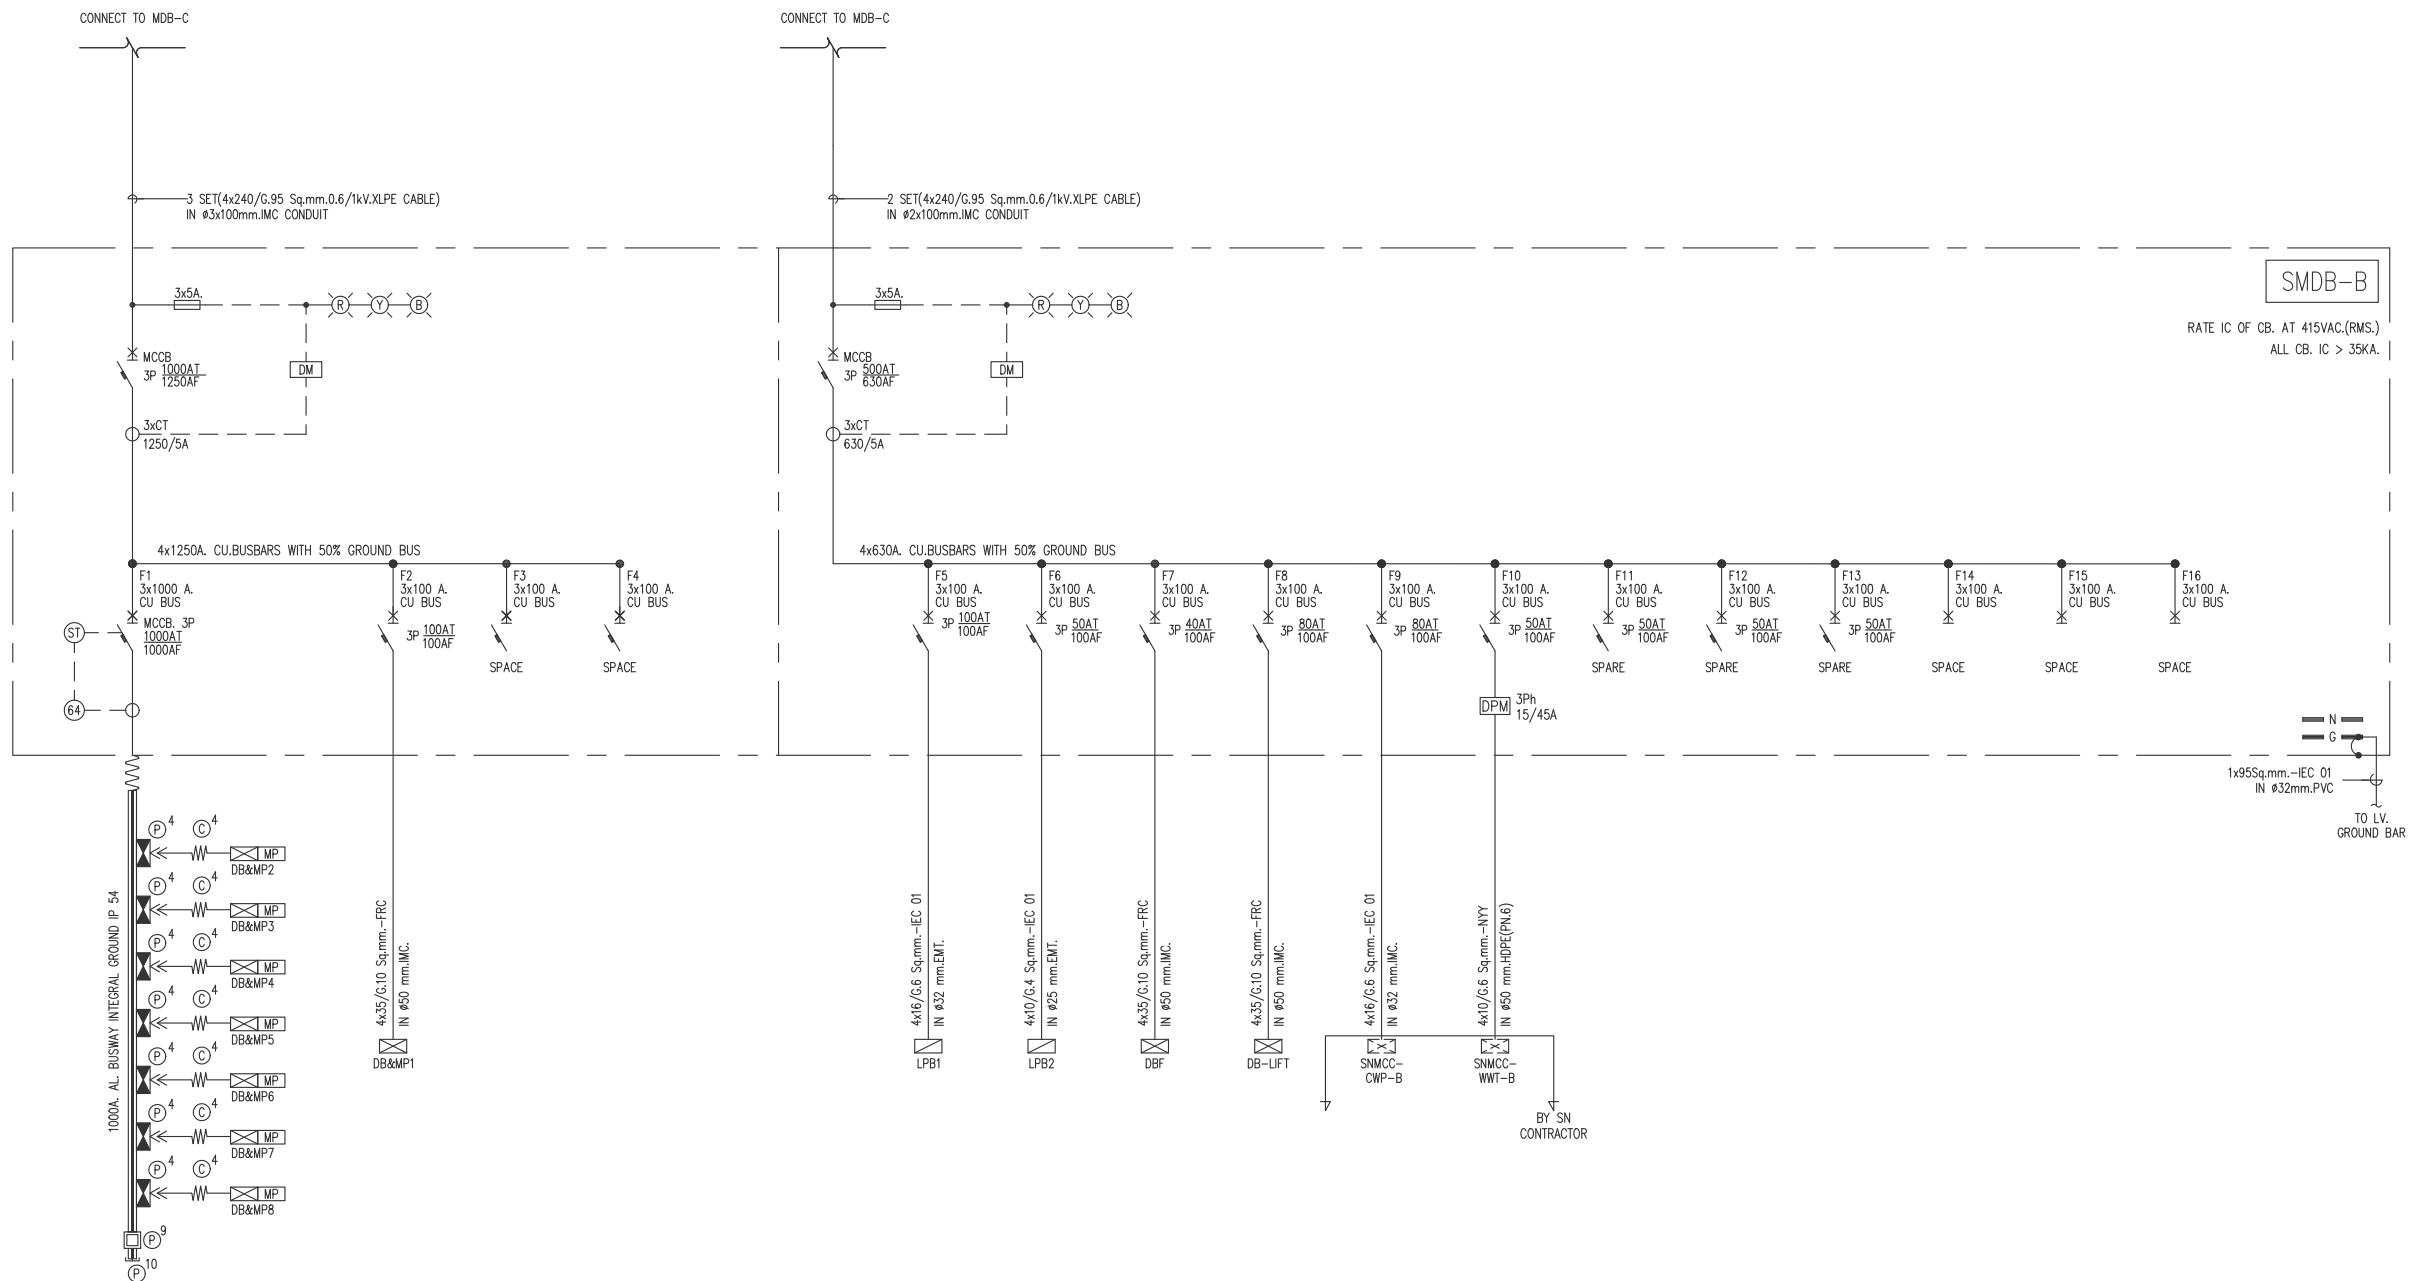 CONNECT TO MDB-C
CONNECT TO MDB-C
3 SET(4x240/G.95 Sq.mm.0.6/1kV.XLPE CABLE)
IN ø3x100mm.IMC CONDUIT
2 SET(4x240/G.95 Sq.mm.0.6/1kV.XLPE CABLE)
IN ø2x100mm.IMC CONDUIT
SMDB-B
RATE IC OF CB. AT 415VAC.(RMS.)
ALL CB. IC > 35KA.
3x5A.
R Y B
MCCB
3P 1000AT
1250AF
DM
3xCT
1250/5A
3x5A.
R Y B
MCCB
3P 500AT
630AF
DM
3xCT
630/5A
4x1250A. CU.BUSBARS WITH 50% GROUND BUS
F1
3x1000 A.
CU BUS
MCCB. 3P
1000AT
1000AF
ST
64
F2
3x100 A.
CU BUS
3P 100AT
100AF
F3
3x100 A.
CU BUS
SPACE
F4
3x100 A.
CU BUS
SPACE
4x630A. CU.BUSBARS WITH 50% GROUND BUS
F5
3x100 A.
CU BUS
3P 100AT
100AF
F6
3x100 A.
CU BUS
3P 50AT
100AF
F7
3x100 A.
CU BUS
3P 40AT
100AF
F8
3x100 A.
CU BUS
3P 80AT
100AF
F9
3x100 A.
CU BUS
3P 80AT
100AF
F10
3x100 A.
CU BUS
3P 50AT
100AF
DPM
3Ph
15/45A
F11
3x100 A.
CU BUS
3P 50AT
100AF
SPARE
F12
3x100 A.
CU BUS
3P 50AT
100AF
SPARE
F13
3x100 A.
CU BUS
3P 50AT
100AF
SPARE
F14
3x100 A.
CU BUS
SPACE
F15
3x100 A.
CU BUS
SPACE
F16
3x100 A.
CU BUS
SPACE
N
G
1x95Sq.mm.-IEC 01
IN ø32mm.PVC
TO LV.
GROUND BAR
1000A. AL. BUSWAY INTEGRAL GROUND IP 54
P 4 C 4
MP
DB&MP2
P 4 C 4
MP
DB&MP3
P 4 C 4
MP
DB&MP4
P 4 C 4
MP
DB&MP5
P 4 C 4
MP
DB&MP6
P 4 C 4
MP
DB&MP7
P 4 C 4
MP
DB&MP8
P 9
P 10
4x35/G.10 Sq.mm.-FRC
IN ø50 mm.IMC.
DB&MP1
4x16/G.6 Sq.mm.-IEC 01
IN ø32 mm.EMT.
LPB1
4x10/G.4 Sq.mm.-IEC 01
IN ø25 mm.EMT.
LPB2
4x35/G.10 Sq.mm.-FRC
IN ø50 mm.IMC.
DBF
4x35/G.10 Sq.mm.-FRC
IN ø50 mm.IMC.
DB-LIFT
4x16/G.6 Sq.mm.-IEC 01
IN ø32 mm.IMC.
SNMCC-
CWP-B
4x10/G.6 Sq.mm.-NYY
IN ø50 mm.HDPE(PN.6)
SNMCC-
WWT-B
BY SN
CONTRACTOR